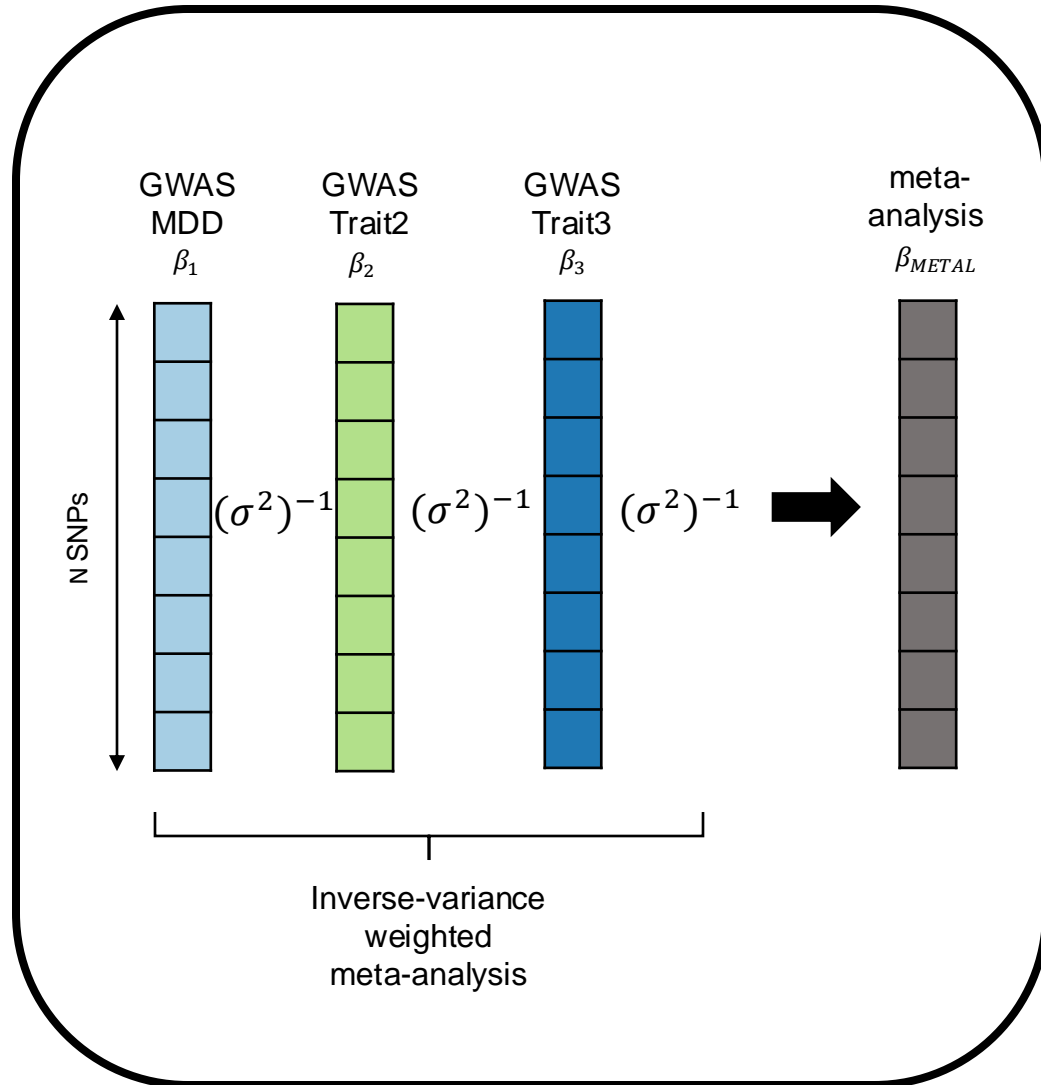 GWAS
MDD
β₁
GWAS
Trait2
β₂
GWAS
Trait3
β₃
meta-
analysis
β_METAL
N SNPs
(σ²)⁻¹
(σ²)⁻¹
(σ²)⁻¹
Inverse-variance
weighted
meta-analysis